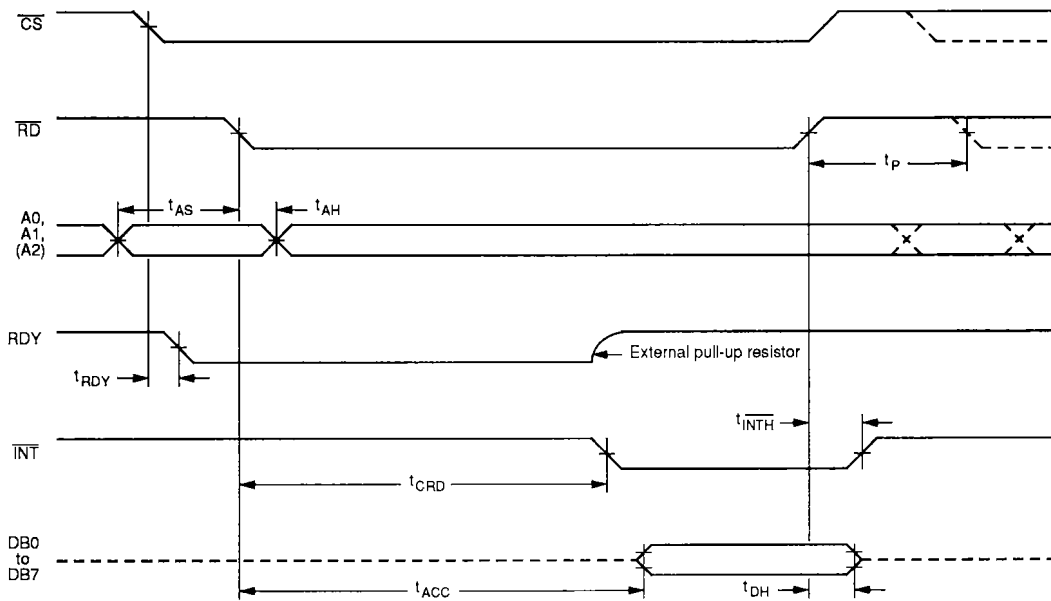 CS
RD
tP
A0,
A1,
(A2)
tAS
tAH
RDY
External pull-up resistor
tRDY
tINTH
INT
tCRD
DB0
to
DB7
tACC
tDH